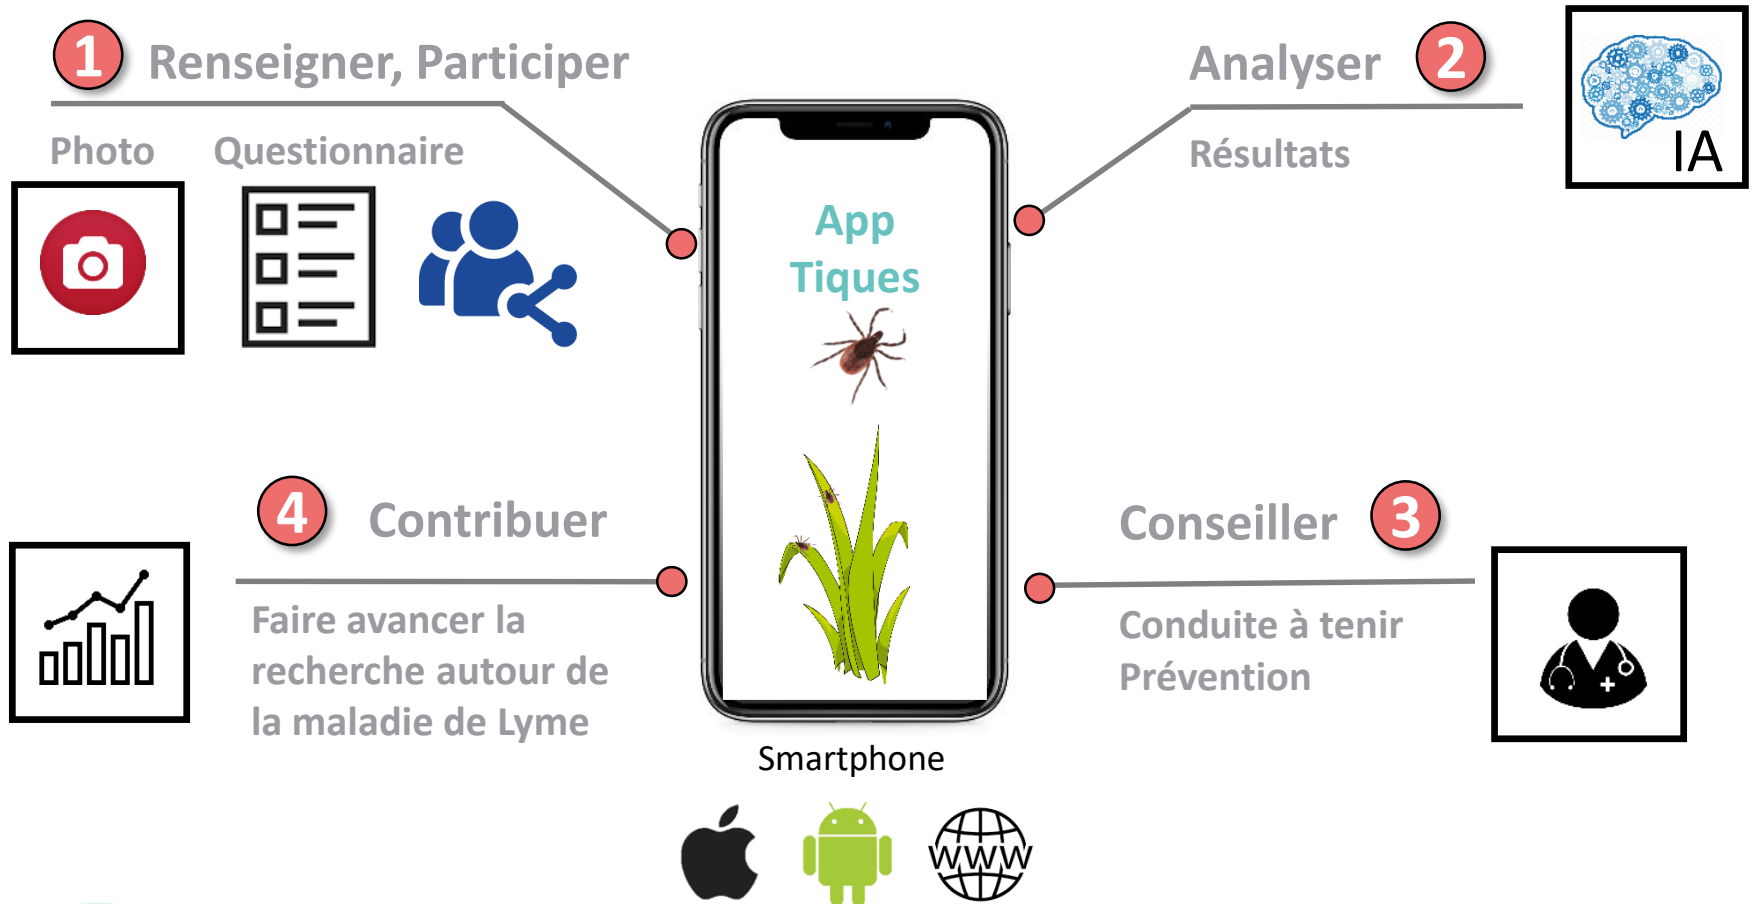 1 Renseigner, Participer
Photo Questionnaire
Analyser 2
Résultats
IA
App
Tiques
4 Contribuer
Faire avancer la
recherche autour de
la maladie de Lyme
Conseiller 3
Conduite à tenir
Prévention
Smartphone
WWW